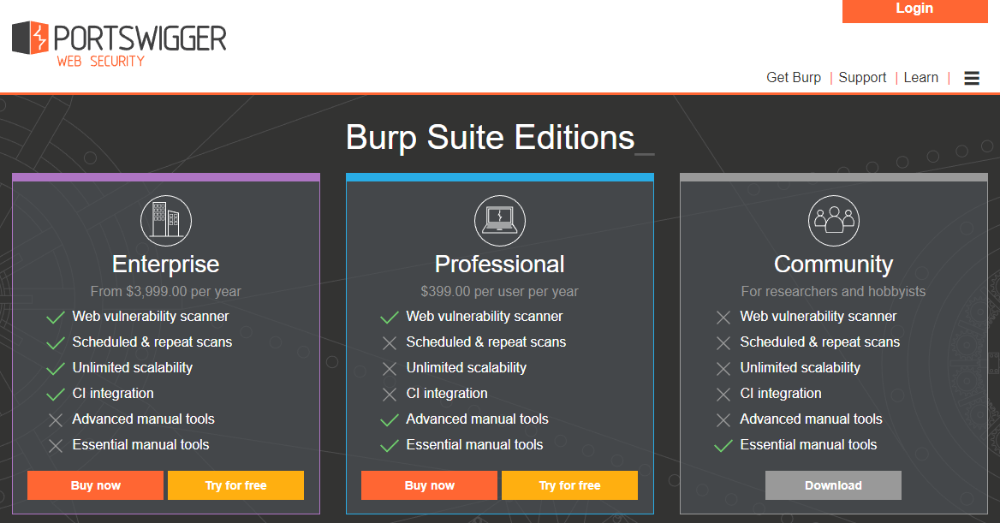 Login
PORTSWIGGER
WEB SECURITY
Get Burp | Support | Learn |
Burp Suite Editions_
Enterprise
From $3,999.00 per year
Web vulnerability scanner
Scheduled & repeat scans
Unlimited scalability
CI integration
Advanced manual tools
Essential manual tools
Buy now
Try for free
Professional
$399.00 per user per year
Web vulnerability scanner
Scheduled & repeat scans
Unlimited scalability
CI integration
Advanced manual tools
Essential manual tools
Buy now
Try for free
Community
For researchers and hobbyists
Web vulnerability scanner
Scheduled & repeat scans
Unlimited scalability
CI integration
Advanced manual tools
Essential manual tools
Download